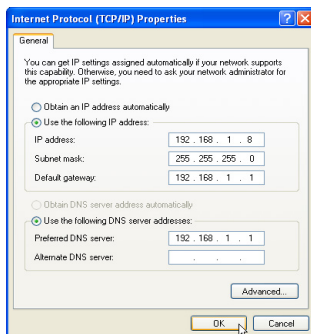 Internet Protocol (TCP/IP) Properties
General
You can get IP settings assigned automatically if your network supports
this capability. Otherwise, you need to ask your network administrator for
the appropriate IP settings.
Obtain an IP address automatically
Use the following IP address:
IP address: 192 . 168 . 1 . 8
Subnet mask: 255 . 255 . 255 . 0
Default gateway: 192 . 168 . 1 . 1
Obtain DNS server address automatically
Use the following DNS server addresses:
Preferred DNS server: 192 . 168 . 1 . 1
Alternate DNS server: . . .
Advanced...
OK Cancel